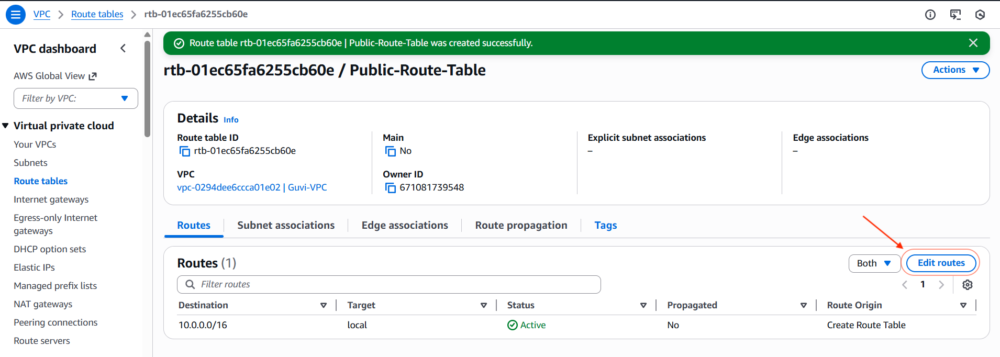 VPC > Route tables > rtb-01ec65fa6255cb60e
VPC dashboard
AWS Global View
Filter by VPC:
Virtual private cloud
Your VPCs
Subnets
Route tables
Internet gateways
Egress-only Internet
gateways
DHCP option sets
Elastic IPs
Managed prefix lists
NAT gateways
Peering connections
Route servers
Route table rtb-01ec65fa6255cb60e | Public-Route-Table was created successfully.
rtb-01ec65fa6255cb60e / Public-Route-Table
Actions
Details Info
Route table ID
rtb-01ec65fa6255cb60e
Main
No
Explicit subnet associations
–
Edge associations
–
VPC
vpc-0294dee6ccca01e02 | Guvi-VPC
Owner ID
671081739548
Routes Subnet associations Edge associations Route propagation Tags
Routes (1)
Both Edit routes
Filter routes
1
Destination Target Status Propagated Route Origin
10.0.0.0/16 local Active No Create Route Table